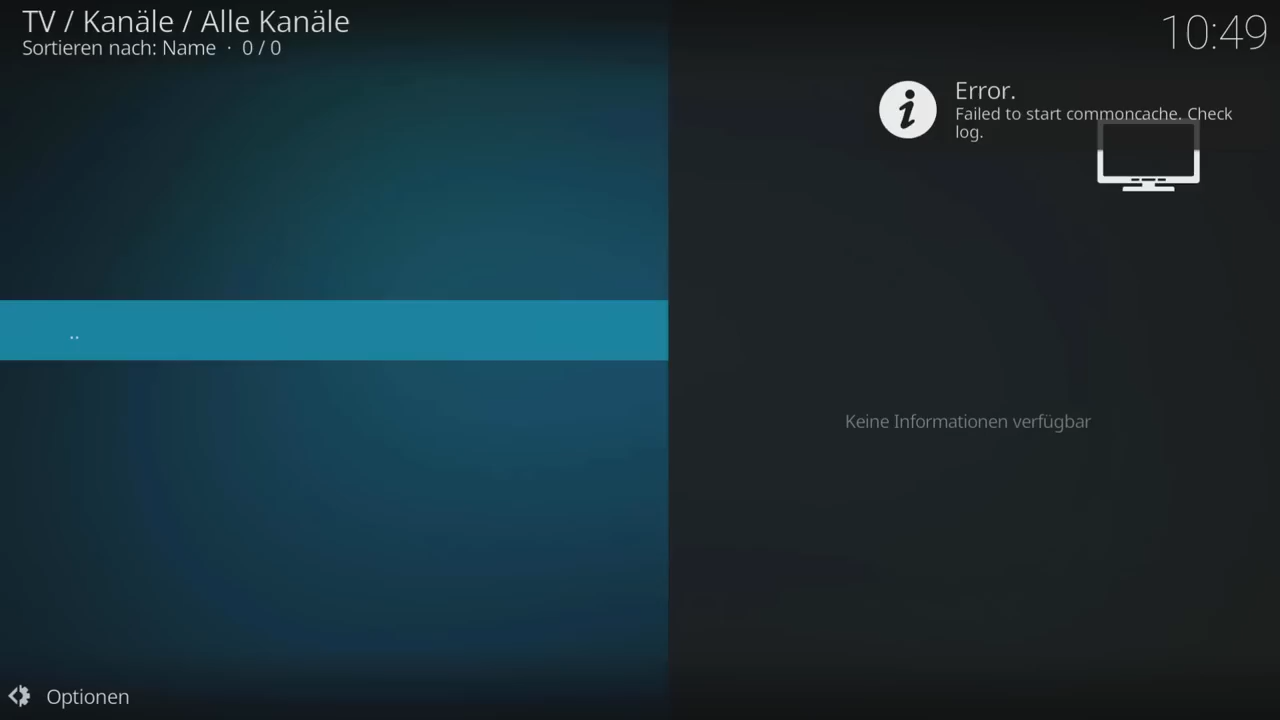 TV / Kanäle / Alle Kanäle
Sortieren nach: Name · 0 / 0
10:49
Error.
Failed to start commoncache. Check
log.
..
Keine Informationen verfügbar
Optionen